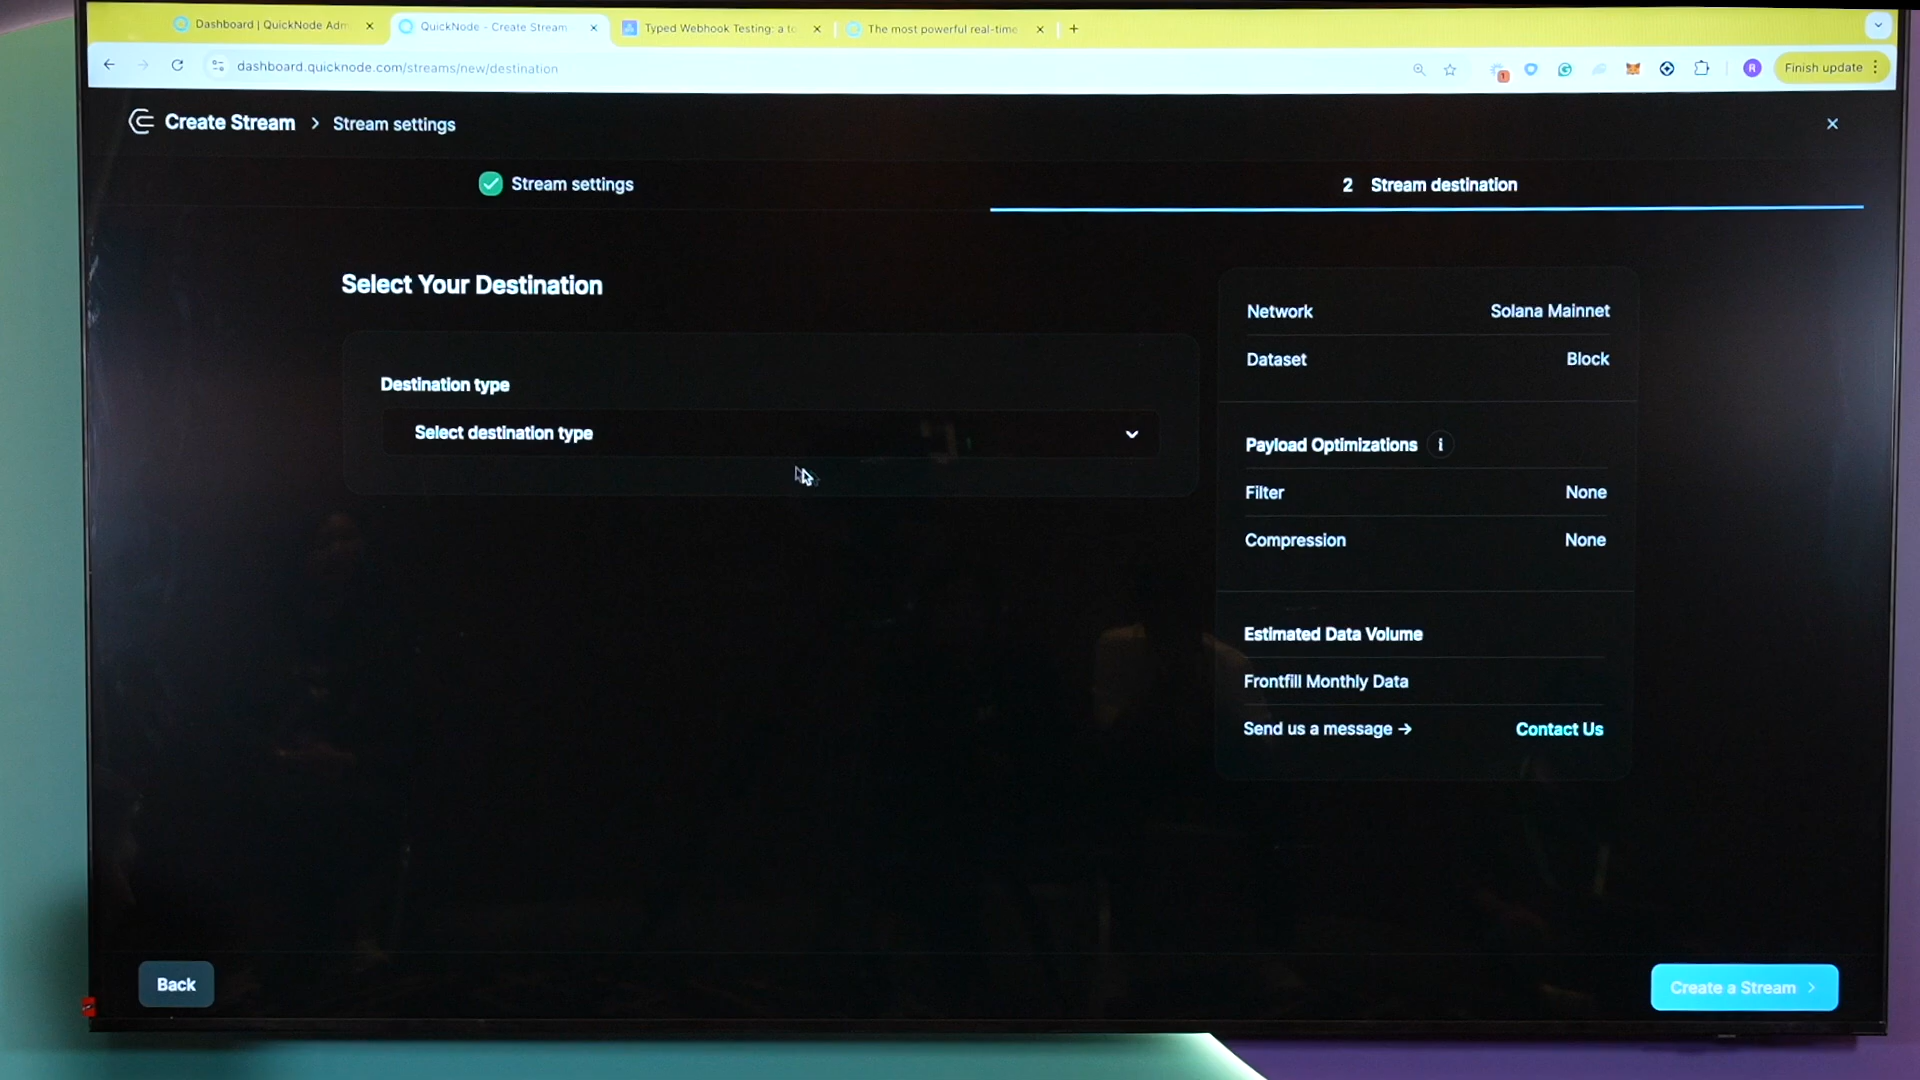 Dashboard | QuickNode Adm
QuickNode - Create Stream
Typed Webhook Testing: a to
The most powerful real-time
dashboard.quicknode.com/streams/new/destination
1
R
Finish update
Create Stream > Stream settings
Stream settings
2 Stream destination
Select Your Destination
Destination type
Select destination type
Network Solana Mainnet
Dataset Block
Payload Optimizations i
Filter None
Compression None
Estimated Data Volume
Frontfill Monthly Data
Send us a message → Contact Us
Back
Create a Stream >